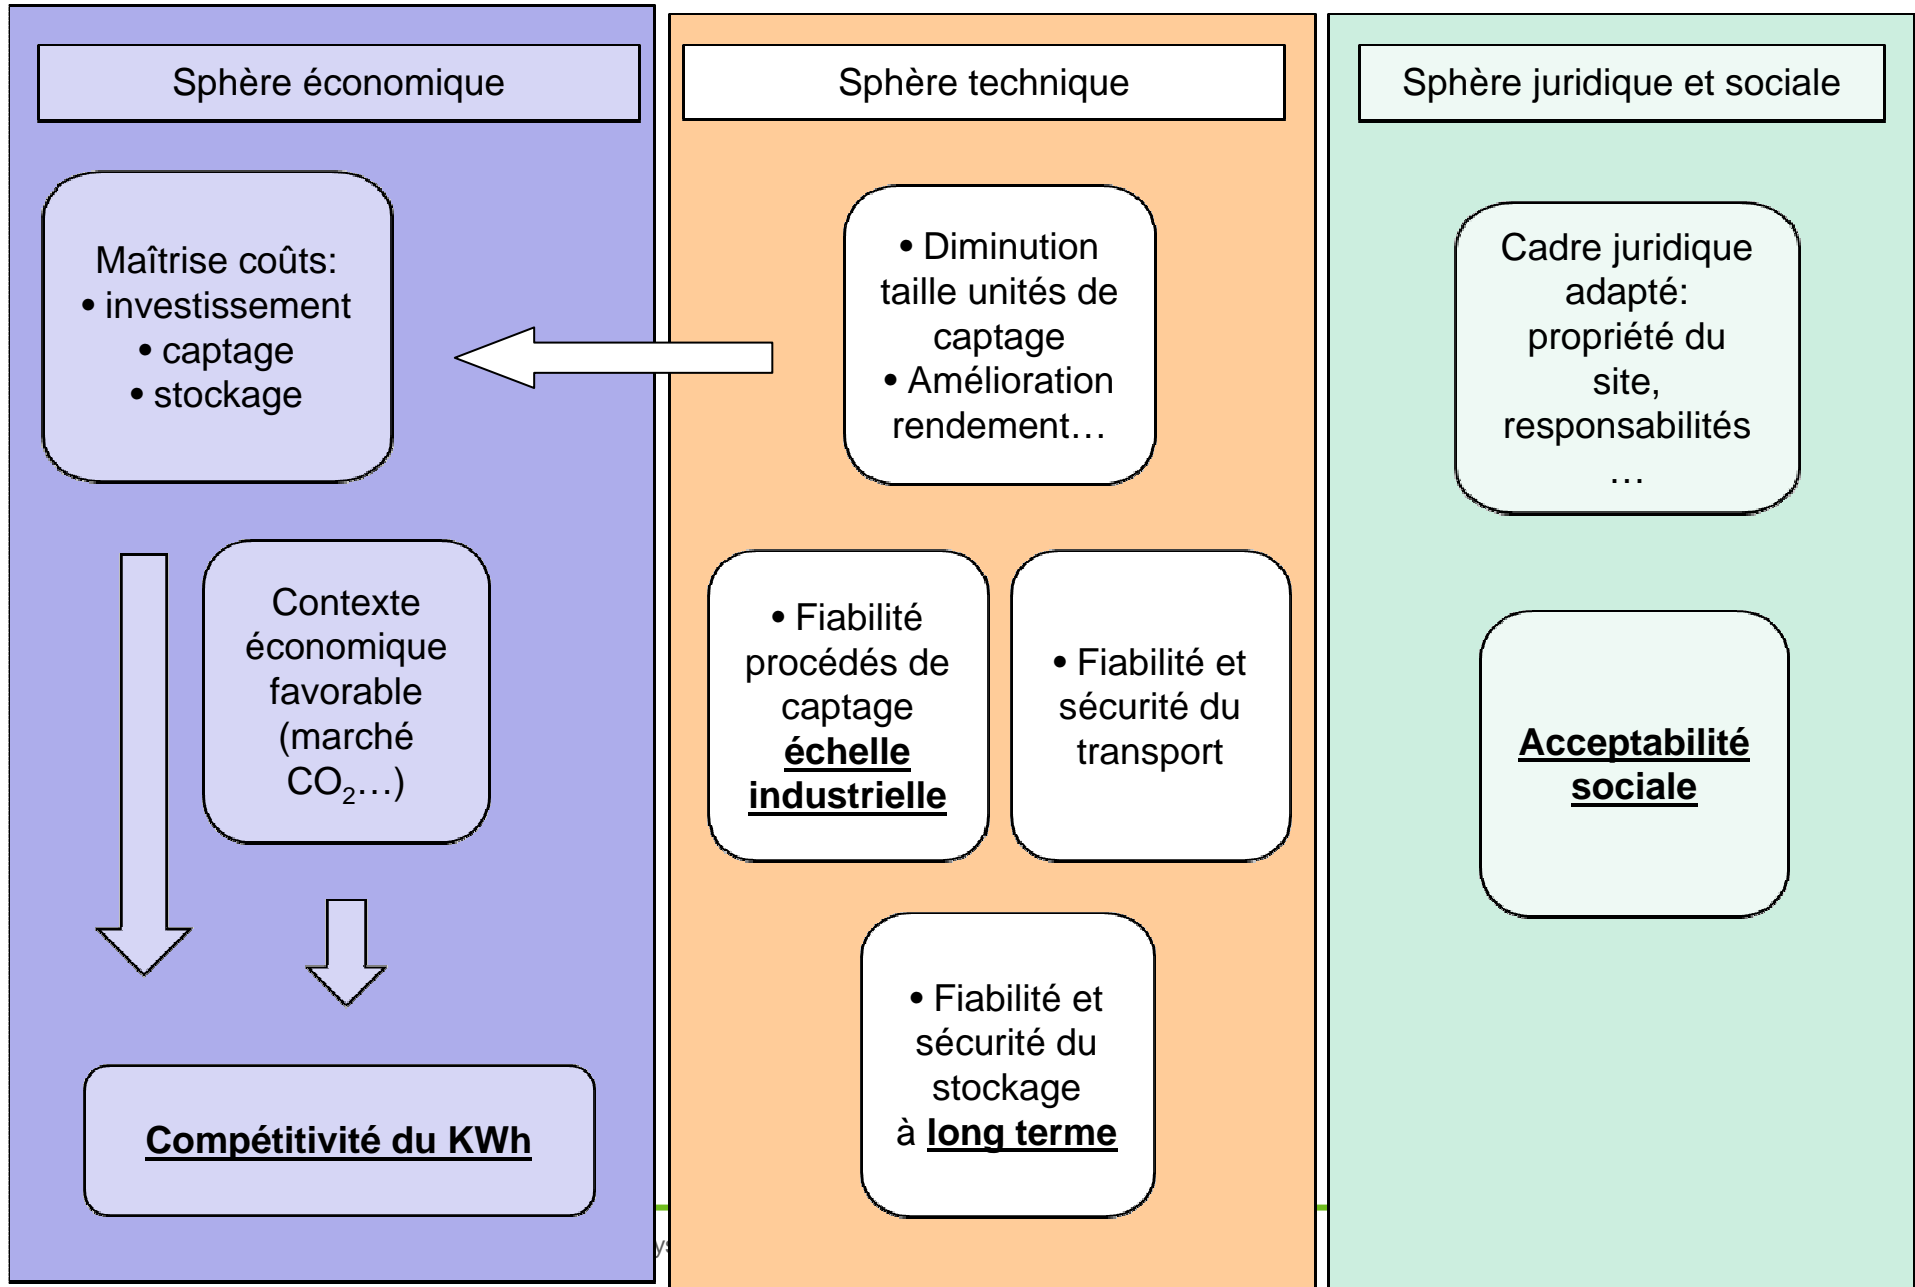 Sphère économique
Maîtrise coûts:
• investissement
• captage
• stockage
Contexte
économique
favorable
(marché
CO₂…)
Compétitivité du KWh
Sphère technique
• Diminution
taille unités de
captage
• Amélioration
rendement…
• Fiabilité
procédés de
captage
échelle
industrielle
• Fiabilité et
sécurité du
transport
• Fiabilité et
sécurité du
stockage
à long terme
Sphère juridique et sociale
Cadre juridique
adapté:
propriété du
site,
responsabilités
…
Acceptabilité
sociale